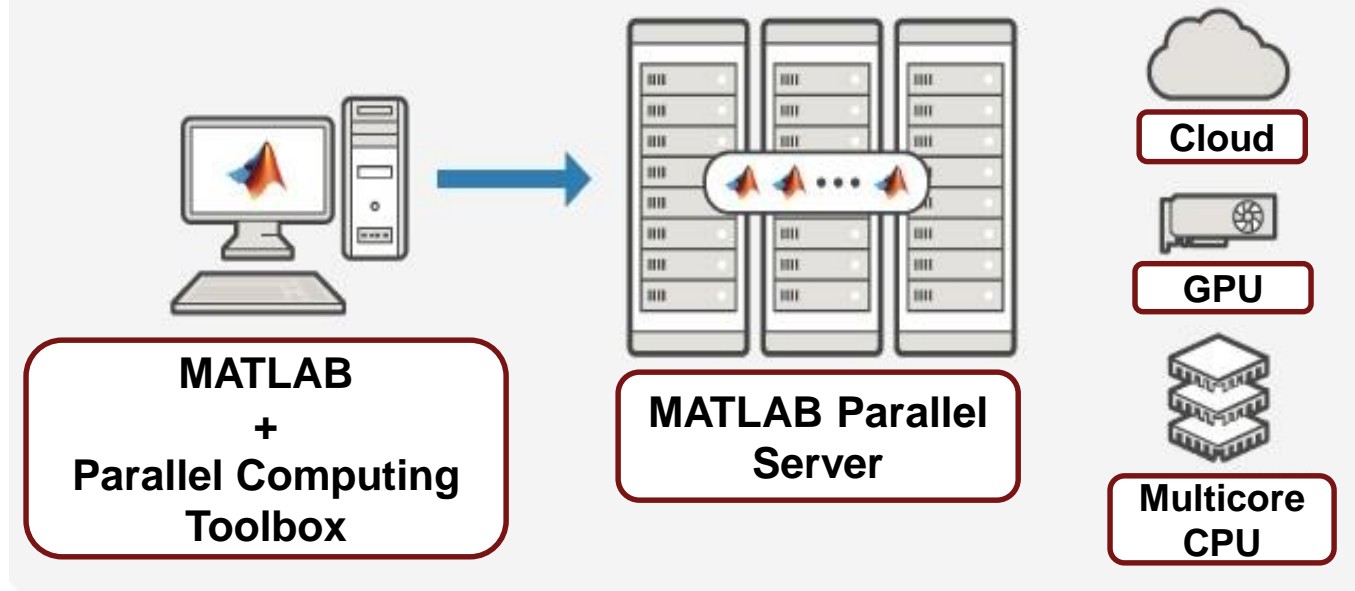 MATLAB
+
Parallel Computing
Toolbox
MATLAB Parallel
Server
Cloud
GPU
Multicore
CPU